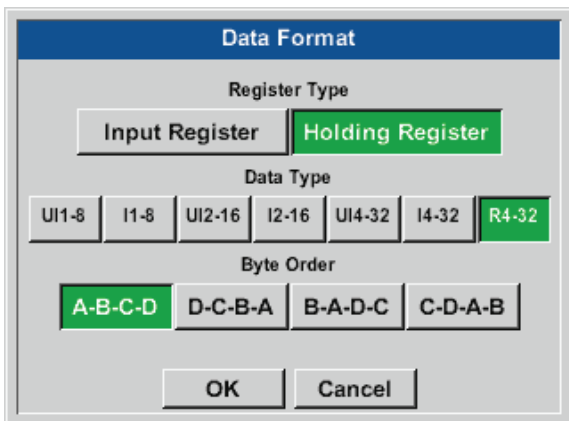 Data Format
Register Type
Input Register Holding Register
Data Type
UI1-8 I1-8 UI2-16 I2-16 UI4-32 I4-32 R4-32
Byte Order
A-B-C-D D-C-B-A B-A-D-C C-D-A-B
OK Cancel